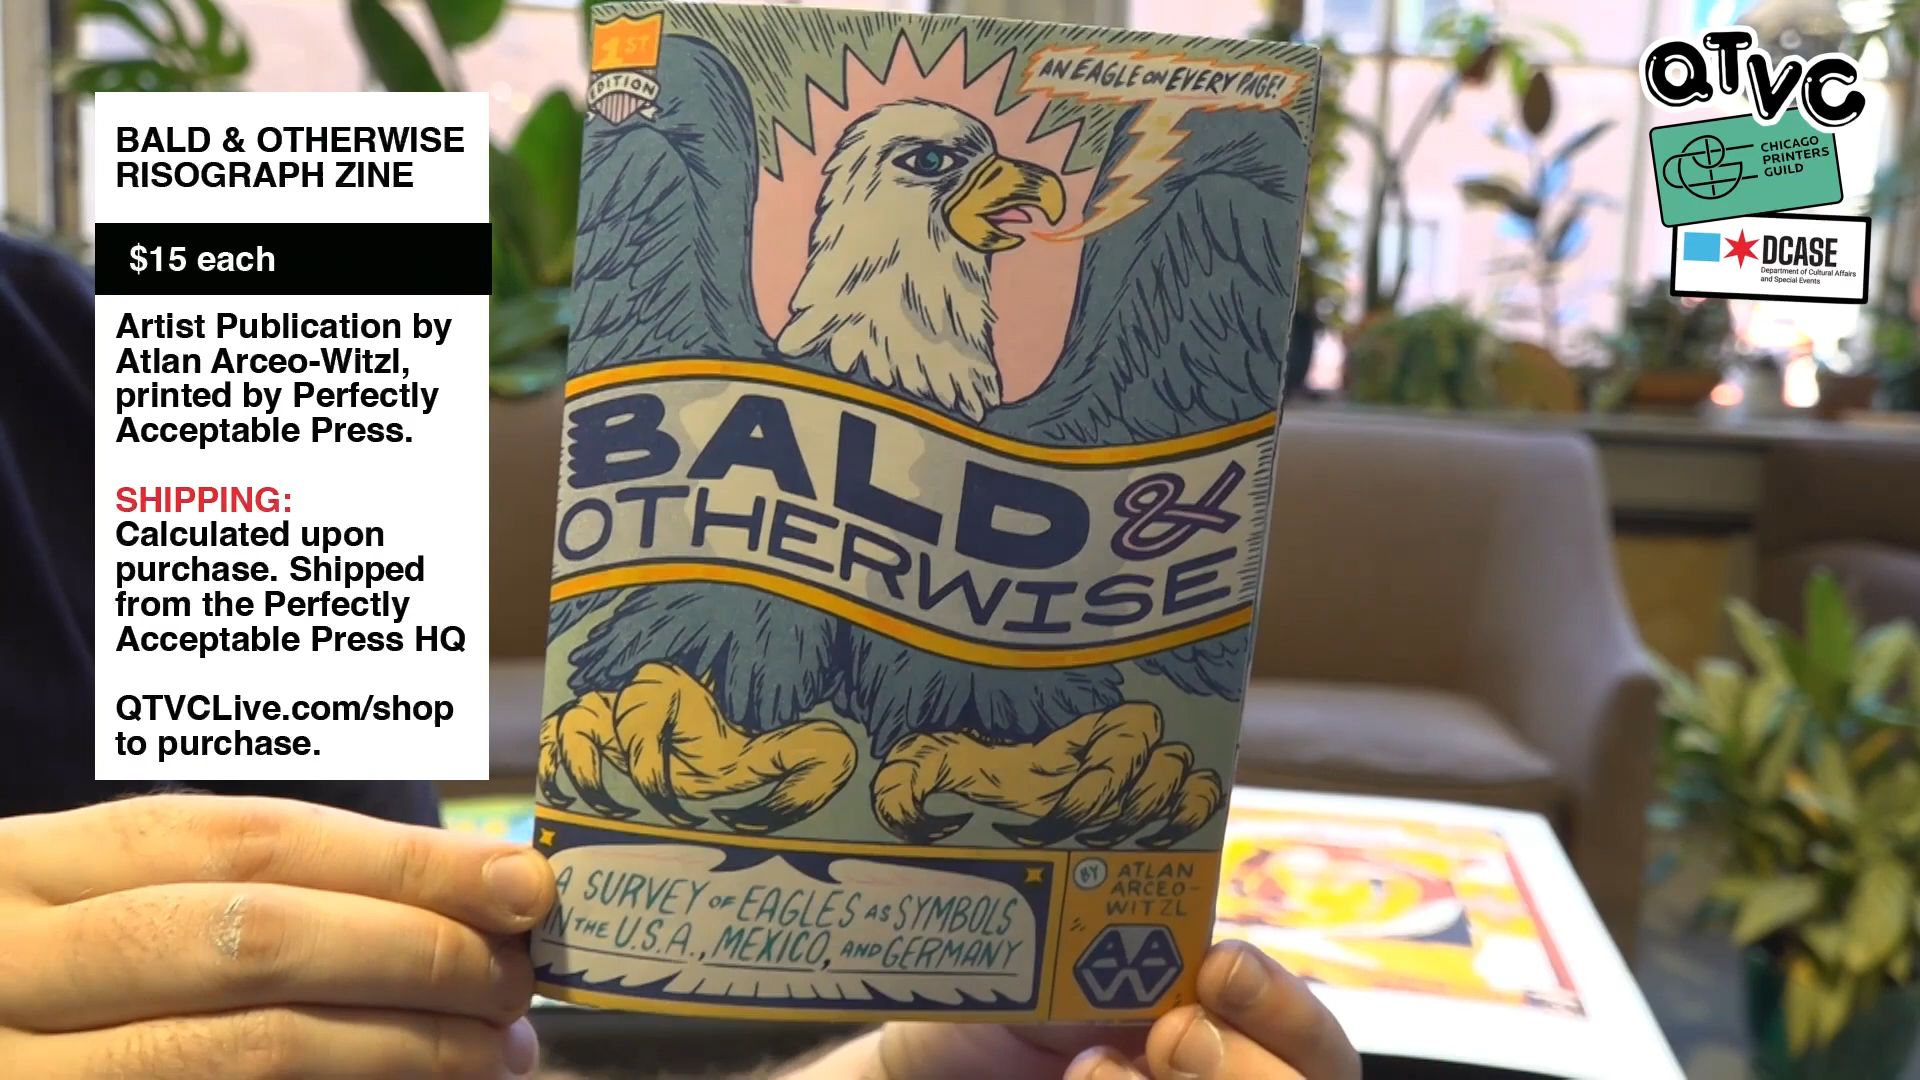 BALD & OTHERWISE
RISOGRAPH ZINE
$15 each
Artist Publication by
Atlan Arceo-Witzl,
printed by Perfectly
Acceptable Press.
SHIPPING:
Calculated upon
purchase. Shipped
from the Perfectly
Acceptable Press HQ
QTVCLive.com/shop
to purchase.
1ST
EDITION
AN EAGLE ON EVERY PAGE!
BALD &
OTHERWISE
A SURVEY OF EAGLES AS SYMBOLS
IN THE U.S.A., MEXICO, AND GERMANY
BY ATLAN
ARCEO-
WITZL
AAW
QTVC
CHICAGO
PRINTERS
GUILD
DCASE
Department of Cultural Affairs
and Special Events